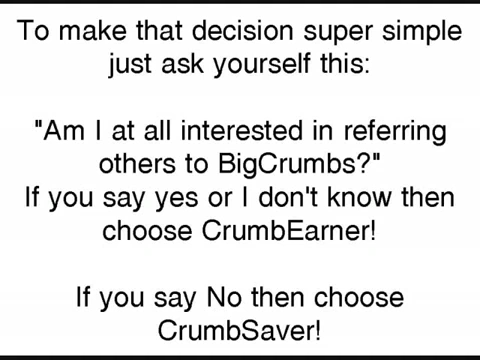 To make that decision super simple
just ask yourself this:
"Am I at all interested in referring
others to BigCrumbs?"
If you say yes or I don't know then
choose CrumbEarner!
If you say No then choose
CrumbSaver!